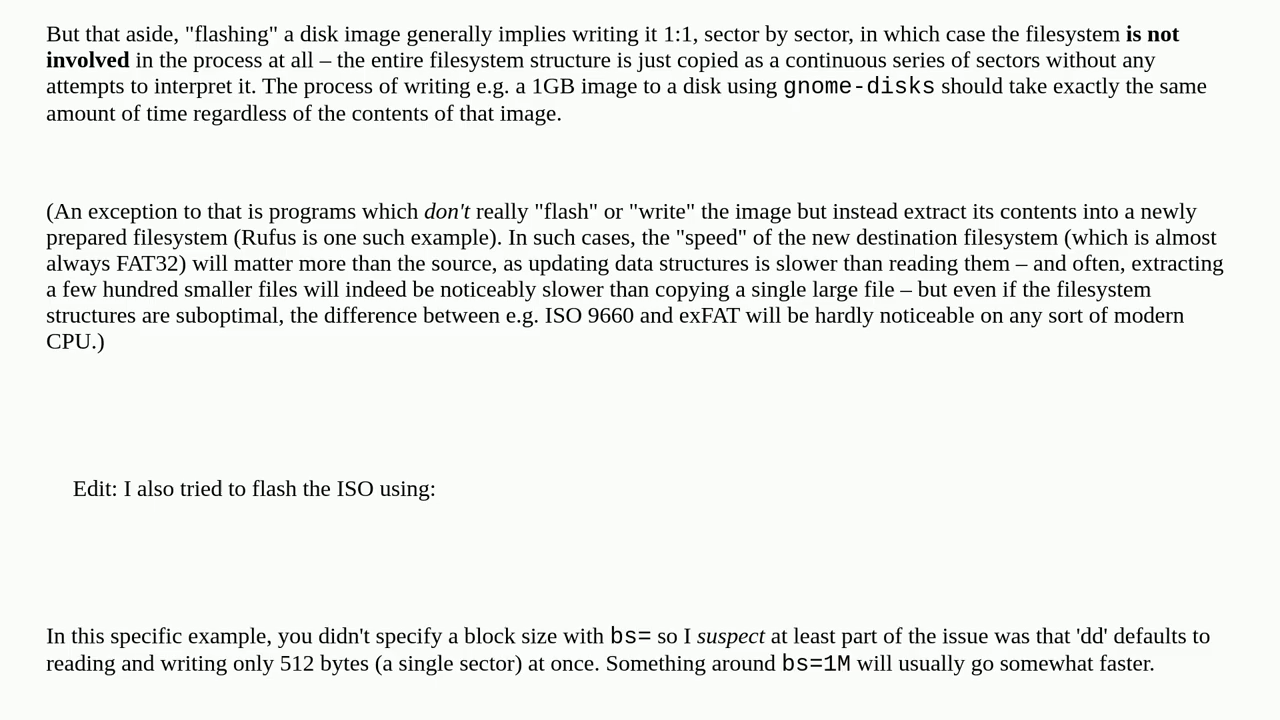 But that aside, "flashing" a disk image generally implies writing it 1:1, sector by sector, in which case the filesystem is not
involved in the process at all – the entire filesystem structure is just copied as a continuous series of sectors without any
attempts to interpret it. The process of writing e.g. a 1GB image to a disk using gnome-disks should take exactly the same
amount of time regardless of the contents of that image.
(An exception to that is programs which don't really "flash" or "write" the image but instead extract its contents into a newly
prepared filesystem (Rufus is one such example). In such cases, the "speed" of the new destination filesystem (which is almost
always FAT32) will matter more than the source, as updating data structures is slower than reading them – and often, extracting
a few hundred smaller files will indeed be noticeably slower than copying a single large file – but even if the filesystem
structures are suboptimal, the difference between e.g. ISO 9660 and exFAT will be hardly noticeable on any sort of modern
CPU.)
Edit: I also tried to flash the ISO using:
In this specific example, you didn't specify a block size with bs= so I suspect at least part of the issue was that 'dd' defaults to
reading and writing only 512 bytes (a single sector) at once. Something around bs=1M will usually go somewhat faster.